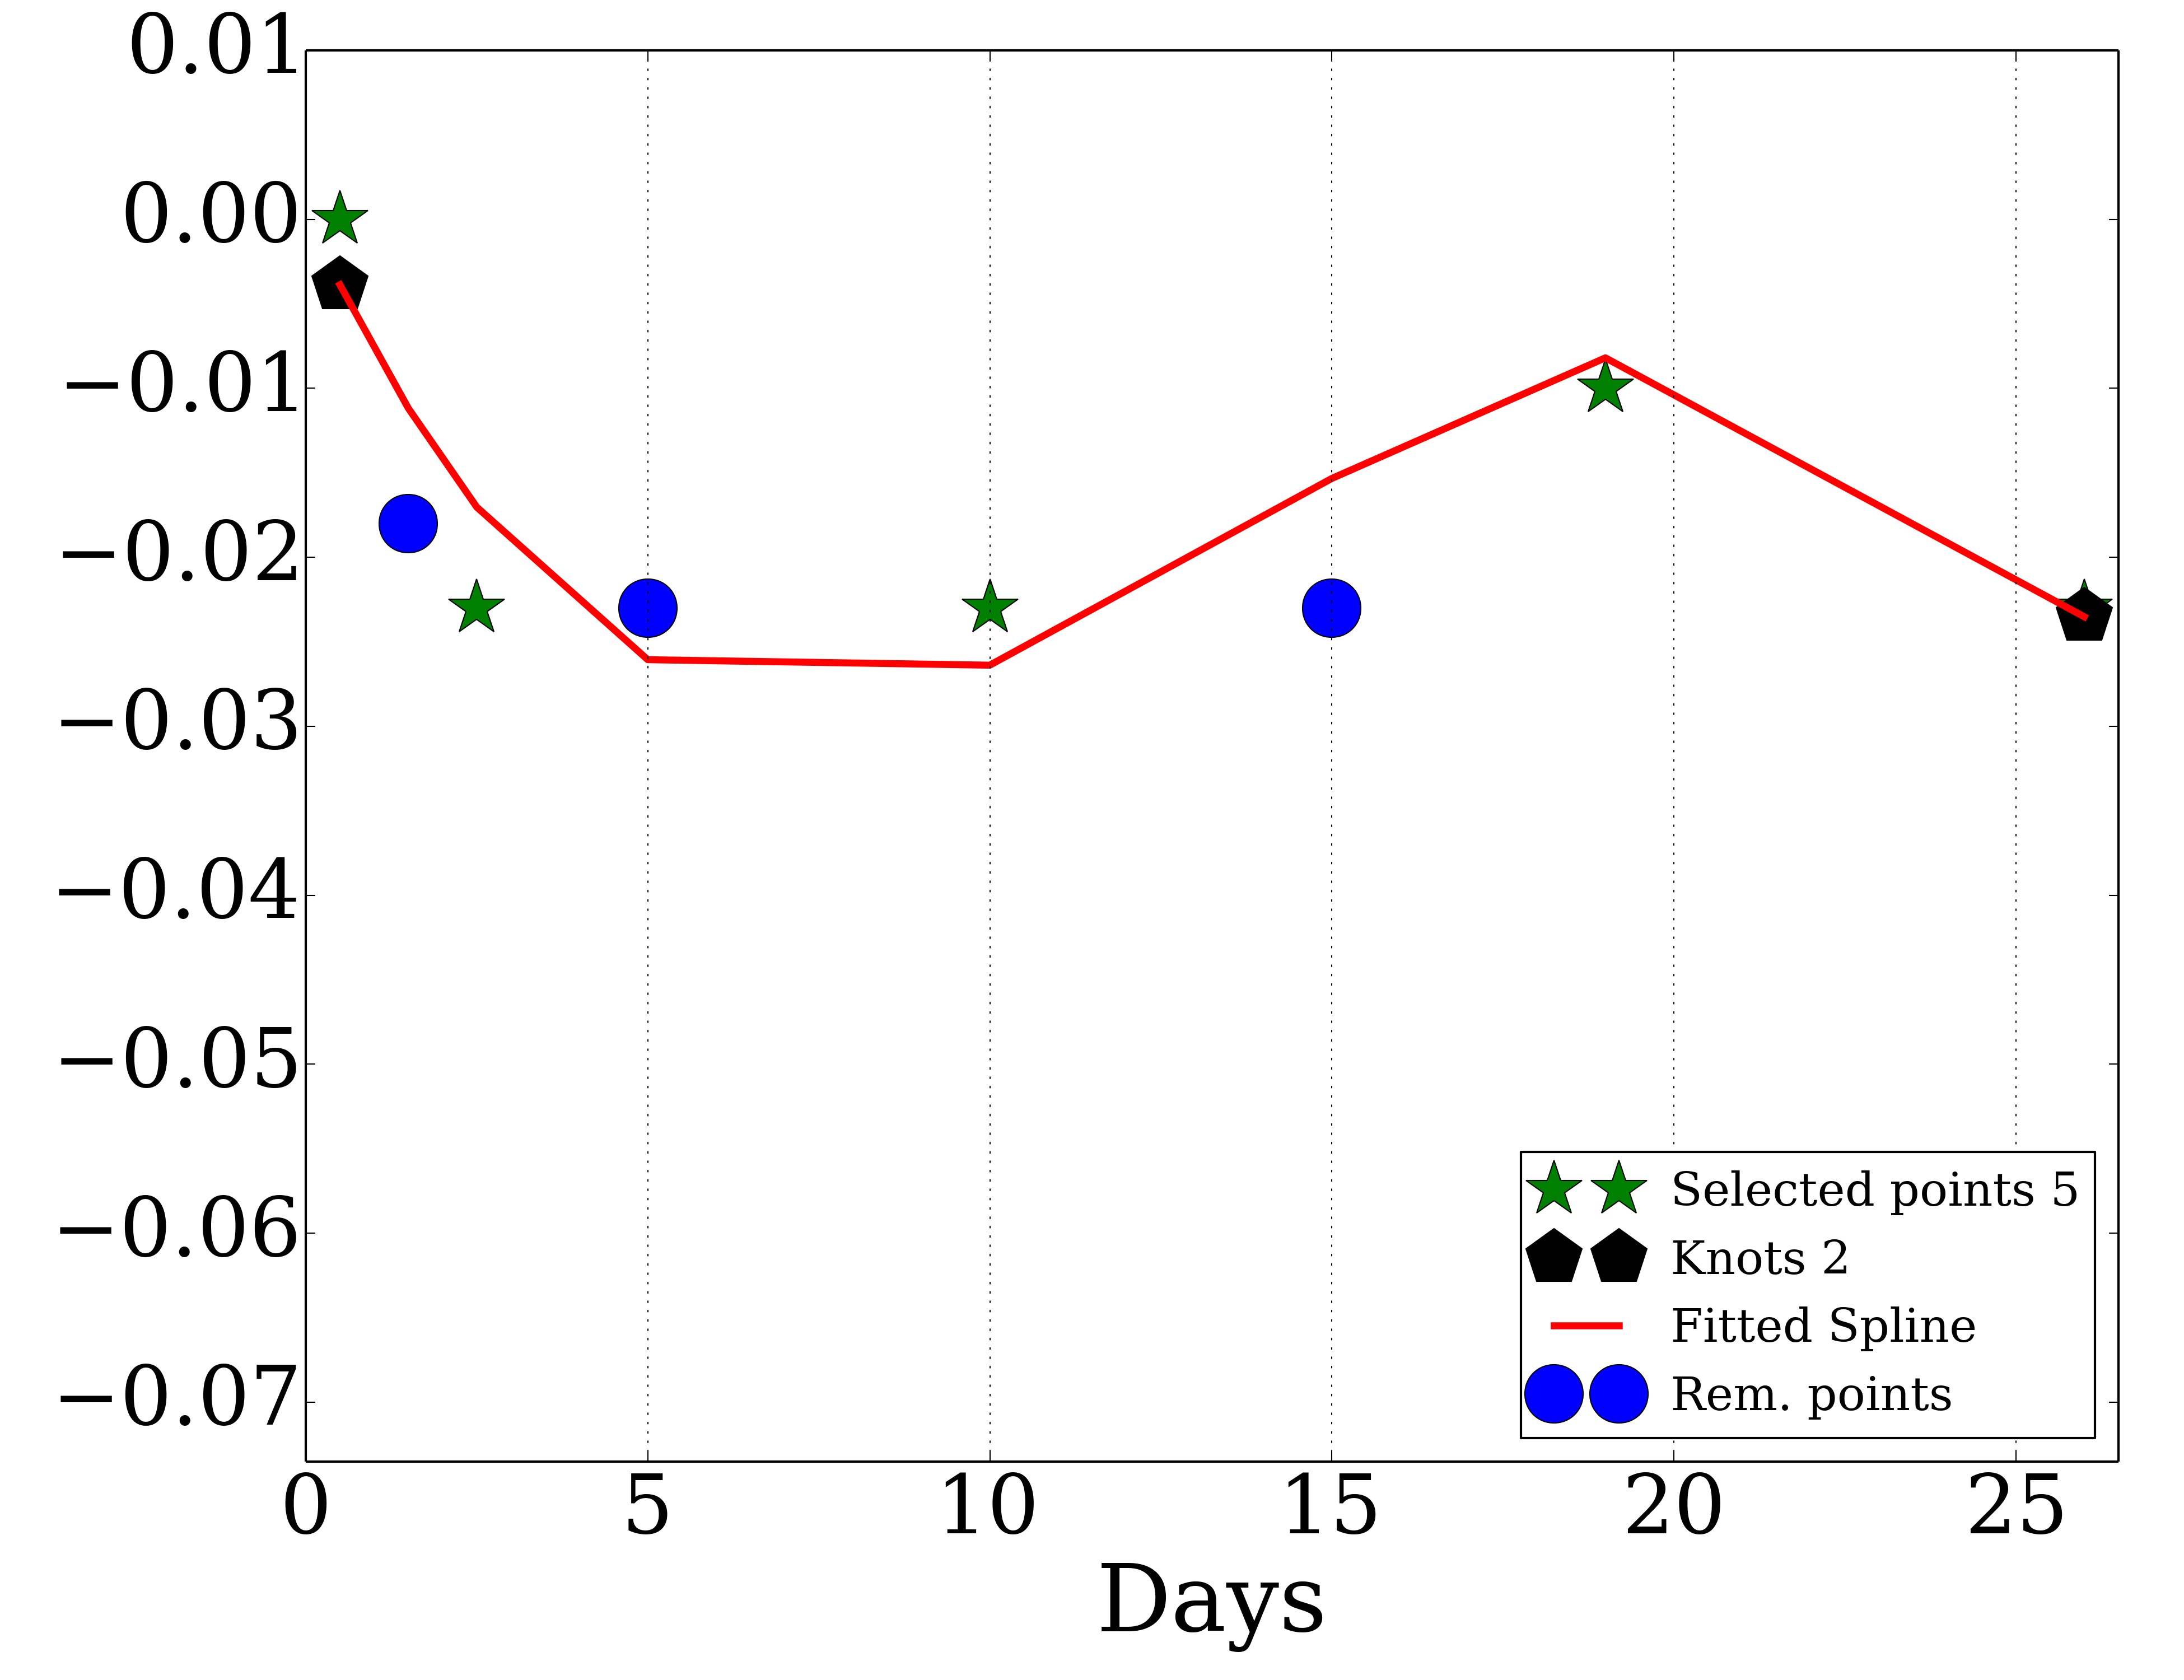 0.01
0.00
−0.01
−0.02
−0.03
−0.04
−0.05
−0.06
−0.07
Selected points 5
Knots 2
Fitted Spline
Rem. points
0 5 10 15 20 25
Days